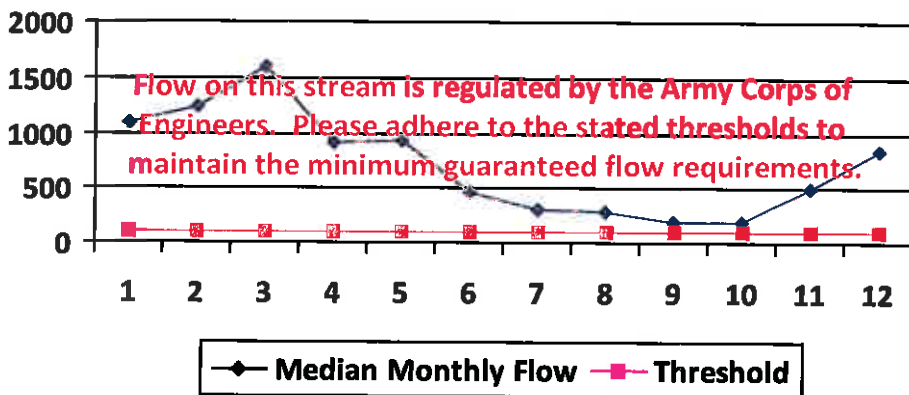 2000
1500
1000
500
0
Flow on this stream is regulated by the Army Corps of
Engineers. Please adhere to the stated thresholds to
maintain the minimum guaranteed flow requirements.
1 2 3 4 5 6 7 8 9 10 11 12
Median Monthly Flow Threshold